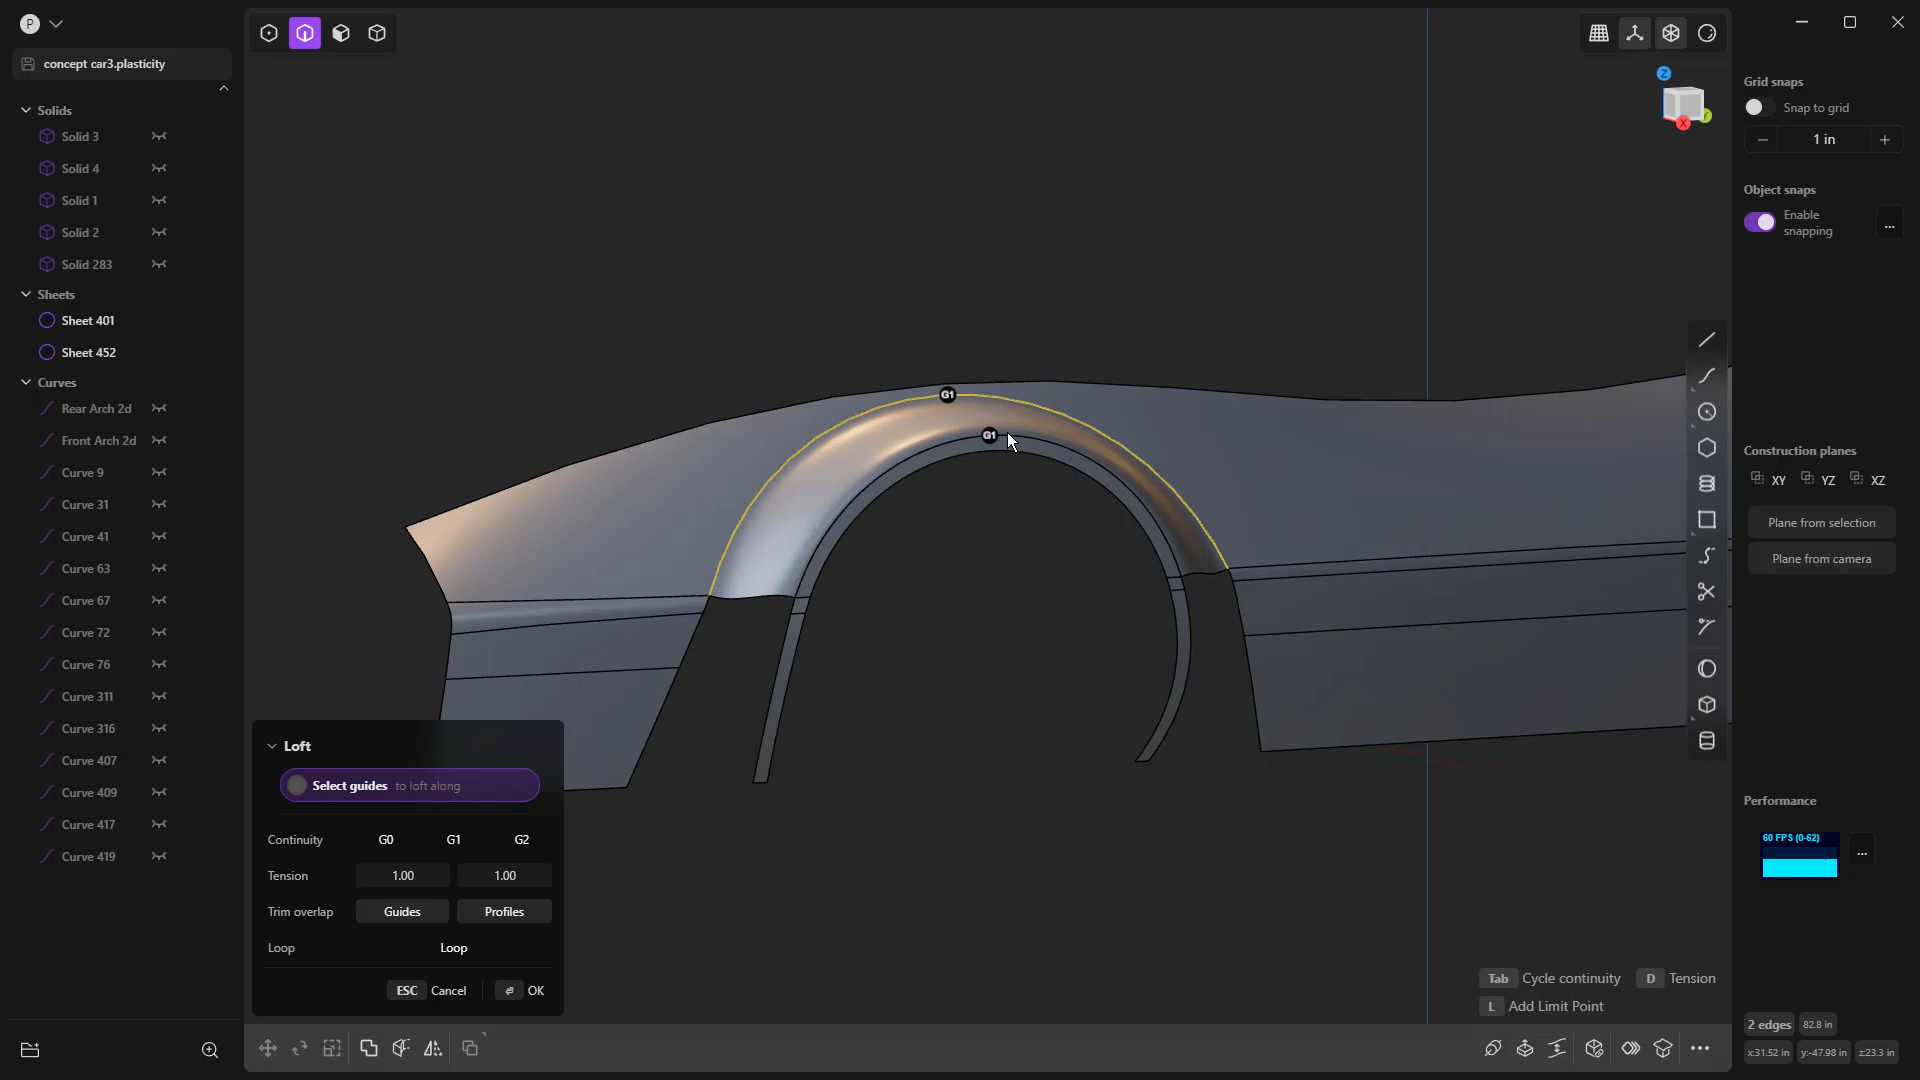 P
concept car3.plasticity
Solids
Solid 3
Solid 4
Solid 1
Solid 2
Solid 283
Sheets
Sheet 401
Sheet 452
Curves
Rear Arch 2d
Front Arch 2d
Curve 9
Curve 31
Curve 41
Curve 63
Curve 67
Curve 72
Curve 76
Curve 311
Curve 316
Curve 407
Curve 409
Curve 417
Curve 419
G1
G1
Loft
Select guides to loft along
Continuity G0 G1 G2
Tension 1.00 1.00
Trim overlap Guides Profiles
Loop Loop
ESC Cancel OK
Z
X
Tab Cycle continuity D Tension
L Add Limit Point
Grid snaps
Snap to grid
− 1 in +
Object snaps
Enable
snapping
...
Construction planes
XY YZ XZ
Plane from selection
Plane from camera
Performance
60 FPS (0-62)
...
2 edges 82.8 in
x:31.52 in y:-47.98 in z:23.3 in